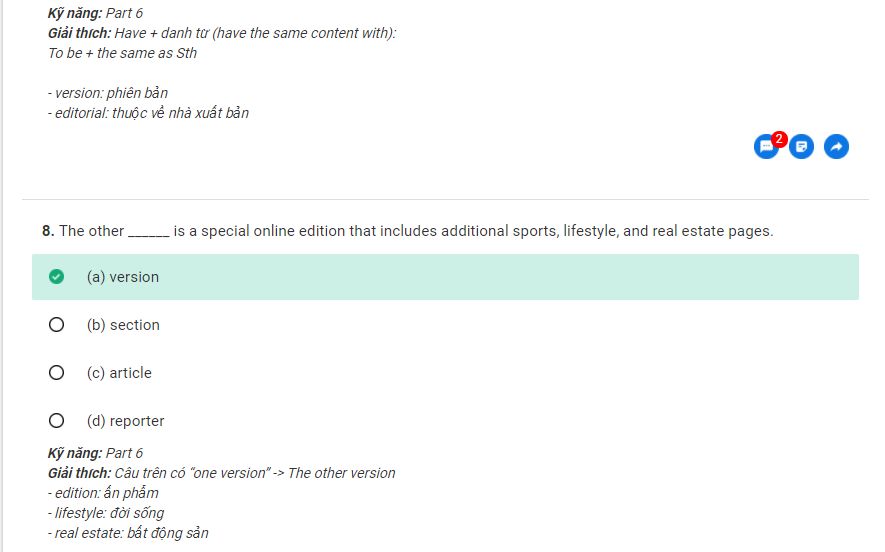 Kỹ năng: Part 6
Giải thích: Have + danh từ (have the same content with):
To be + the same as Sth
- version: phiên bản
- editorial: thuộc về nhà xuất bản
2
8. The other ______ is a special online edition that includes additional sports, lifestyle, and real estate pages.
(a) version
(b) section
(c) article
(d) reporter
Kỹ năng: Part 6
Giải thích: Câu trên có “one version” -> The other version
- edition: ấn phẩm
- lifestyle: đời sống
- real estate: bất động sản